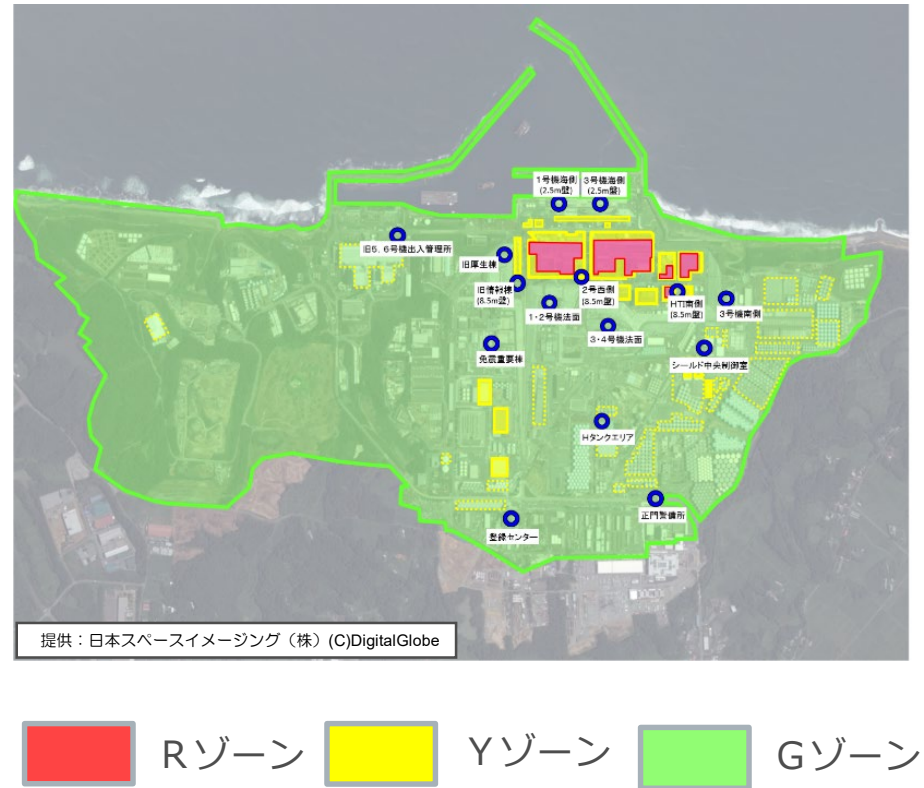 1号機海側 3号機海側
(2.5m盤) (2.5m盤)
旧5, 6号機出入管理所
旧厚生棟
旧情報棟
(8.5m盤)
2号西側
(8.5m盤)
HTI南側
(8.5m盤)
1・2号機法面
3号機南側
3・4号機法面
免震重要棟
シールド中央制御室
Hタンクエリア
正門警備所
登録センター
提供：日本スペースイメージング（株）(C)DigitalGlobe
Rゾーン Yゾーン Gゾーン